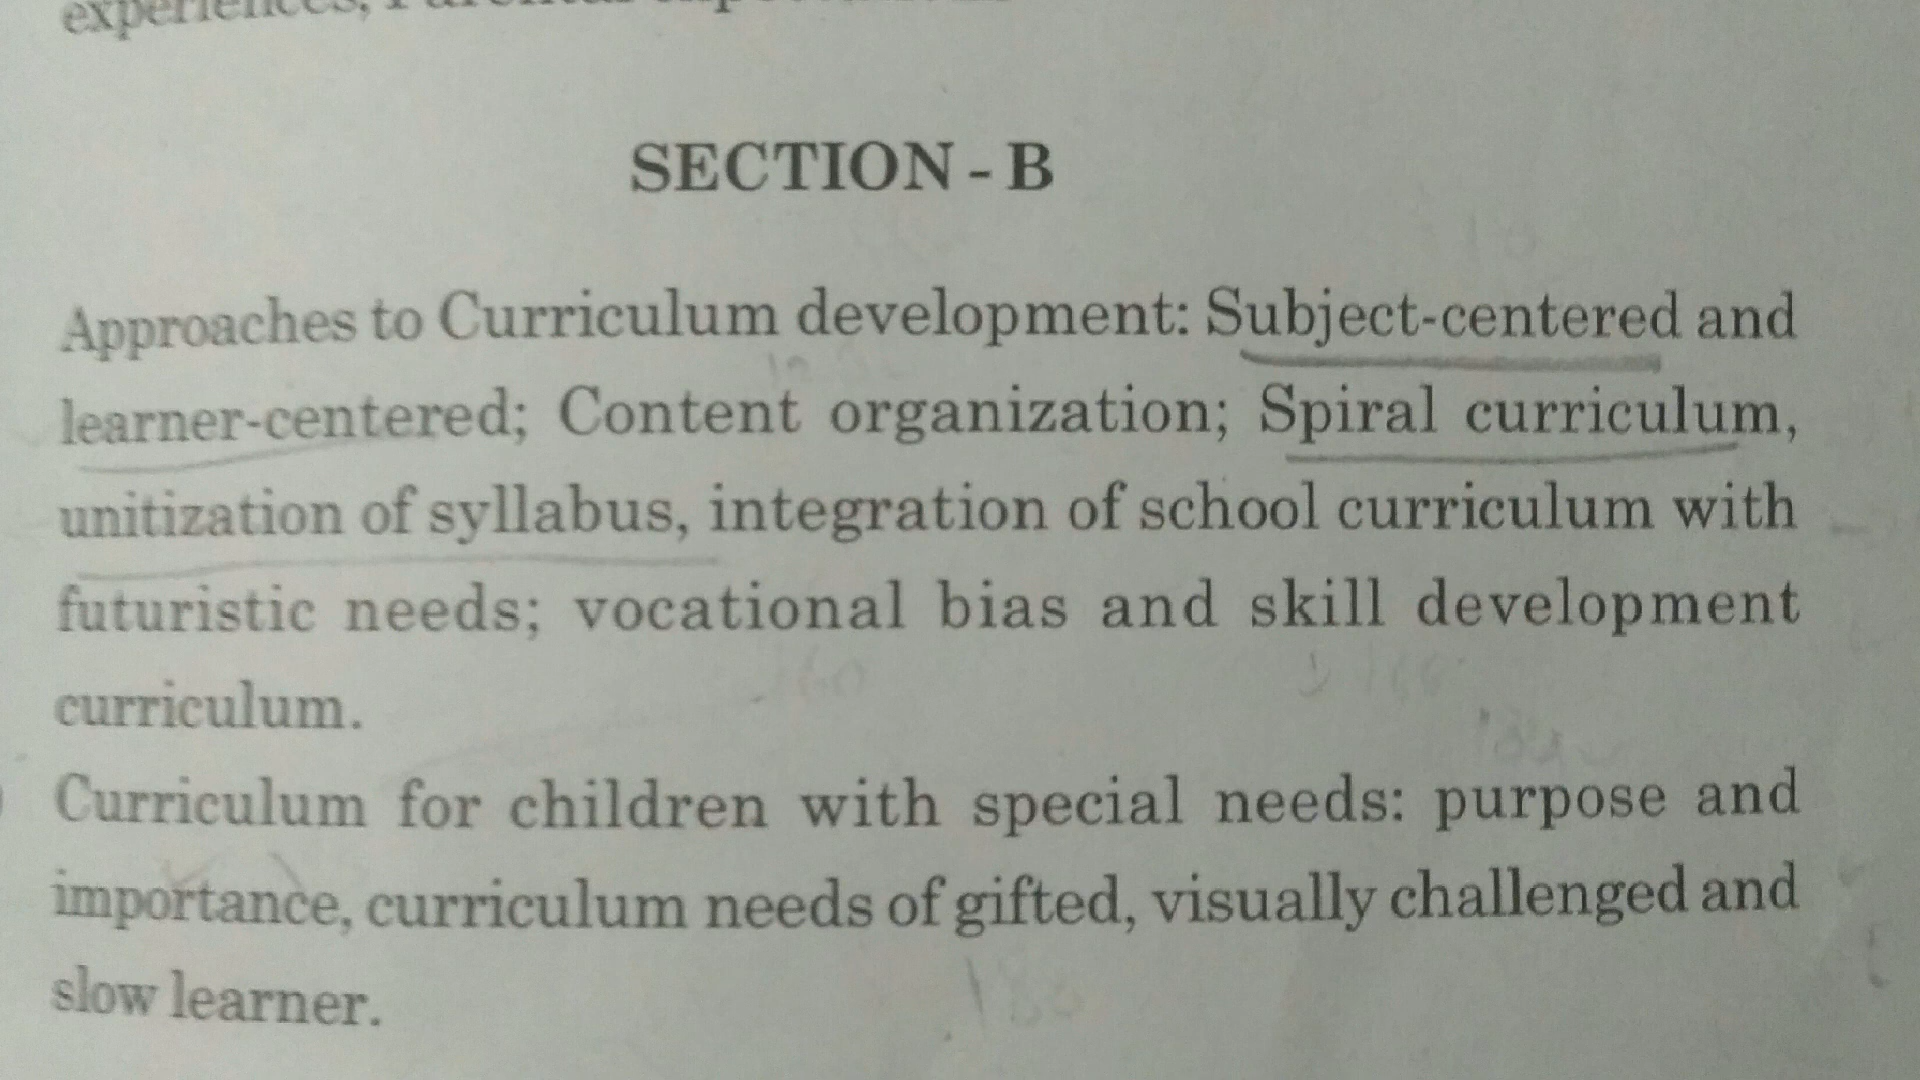 experiences,
SECTION - B
Approaches to Curriculum development: Subject-centered and
learner-centered; Content organization; Spiral curriculum,
unitization of syllabus, integration of school curriculum with
futuristic needs; vocational bias and skill development
curriculum.
Curriculum for children with special needs: purpose and
importance, curriculum needs of gifted, visually challenged and
slow learner.